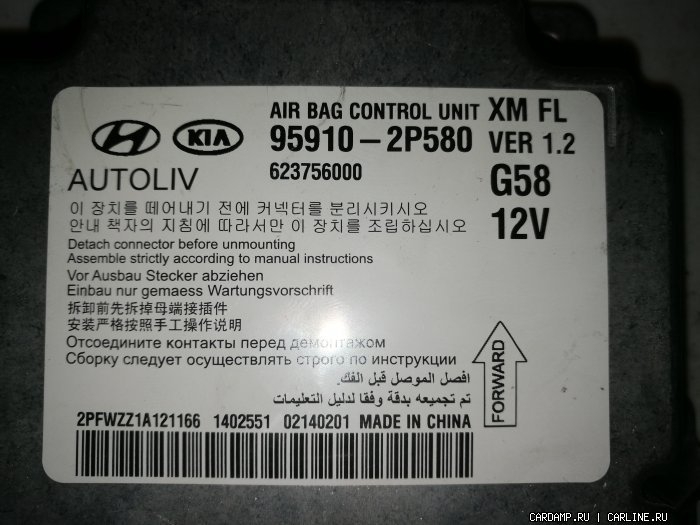 AIR BAG CONTROL UNIT XM FL
KIA 95910-2P580 VER 1.2
AUTOLIV 623756000 G58
이 장치를 떼어내기 전에 커넥터를 분리시키시오
안내 책자의 지침에 따라서만 이 장치를 조립하십시오 12V
Detach connector before unmounting
Assemble strictly according to manual instructions
Vor Ausbau Stecker abziehen
Einbau nur gemaess Wartungsvorschrift
拆卸前先拆掉母端接插件
安装严格按照手工操作说明
Отсоедините контакты перед демонтажом
Сборку следует осуществлять строго по инструкции
افصل الموصل قبل الفك.
تم تجميعه بدقة وفقا لدليل التعليمات
FORWARD
2PFWZZ1A121166 1402551 02140201 MADE IN CHINA
CARDAMP.RU | CARLINE.RU